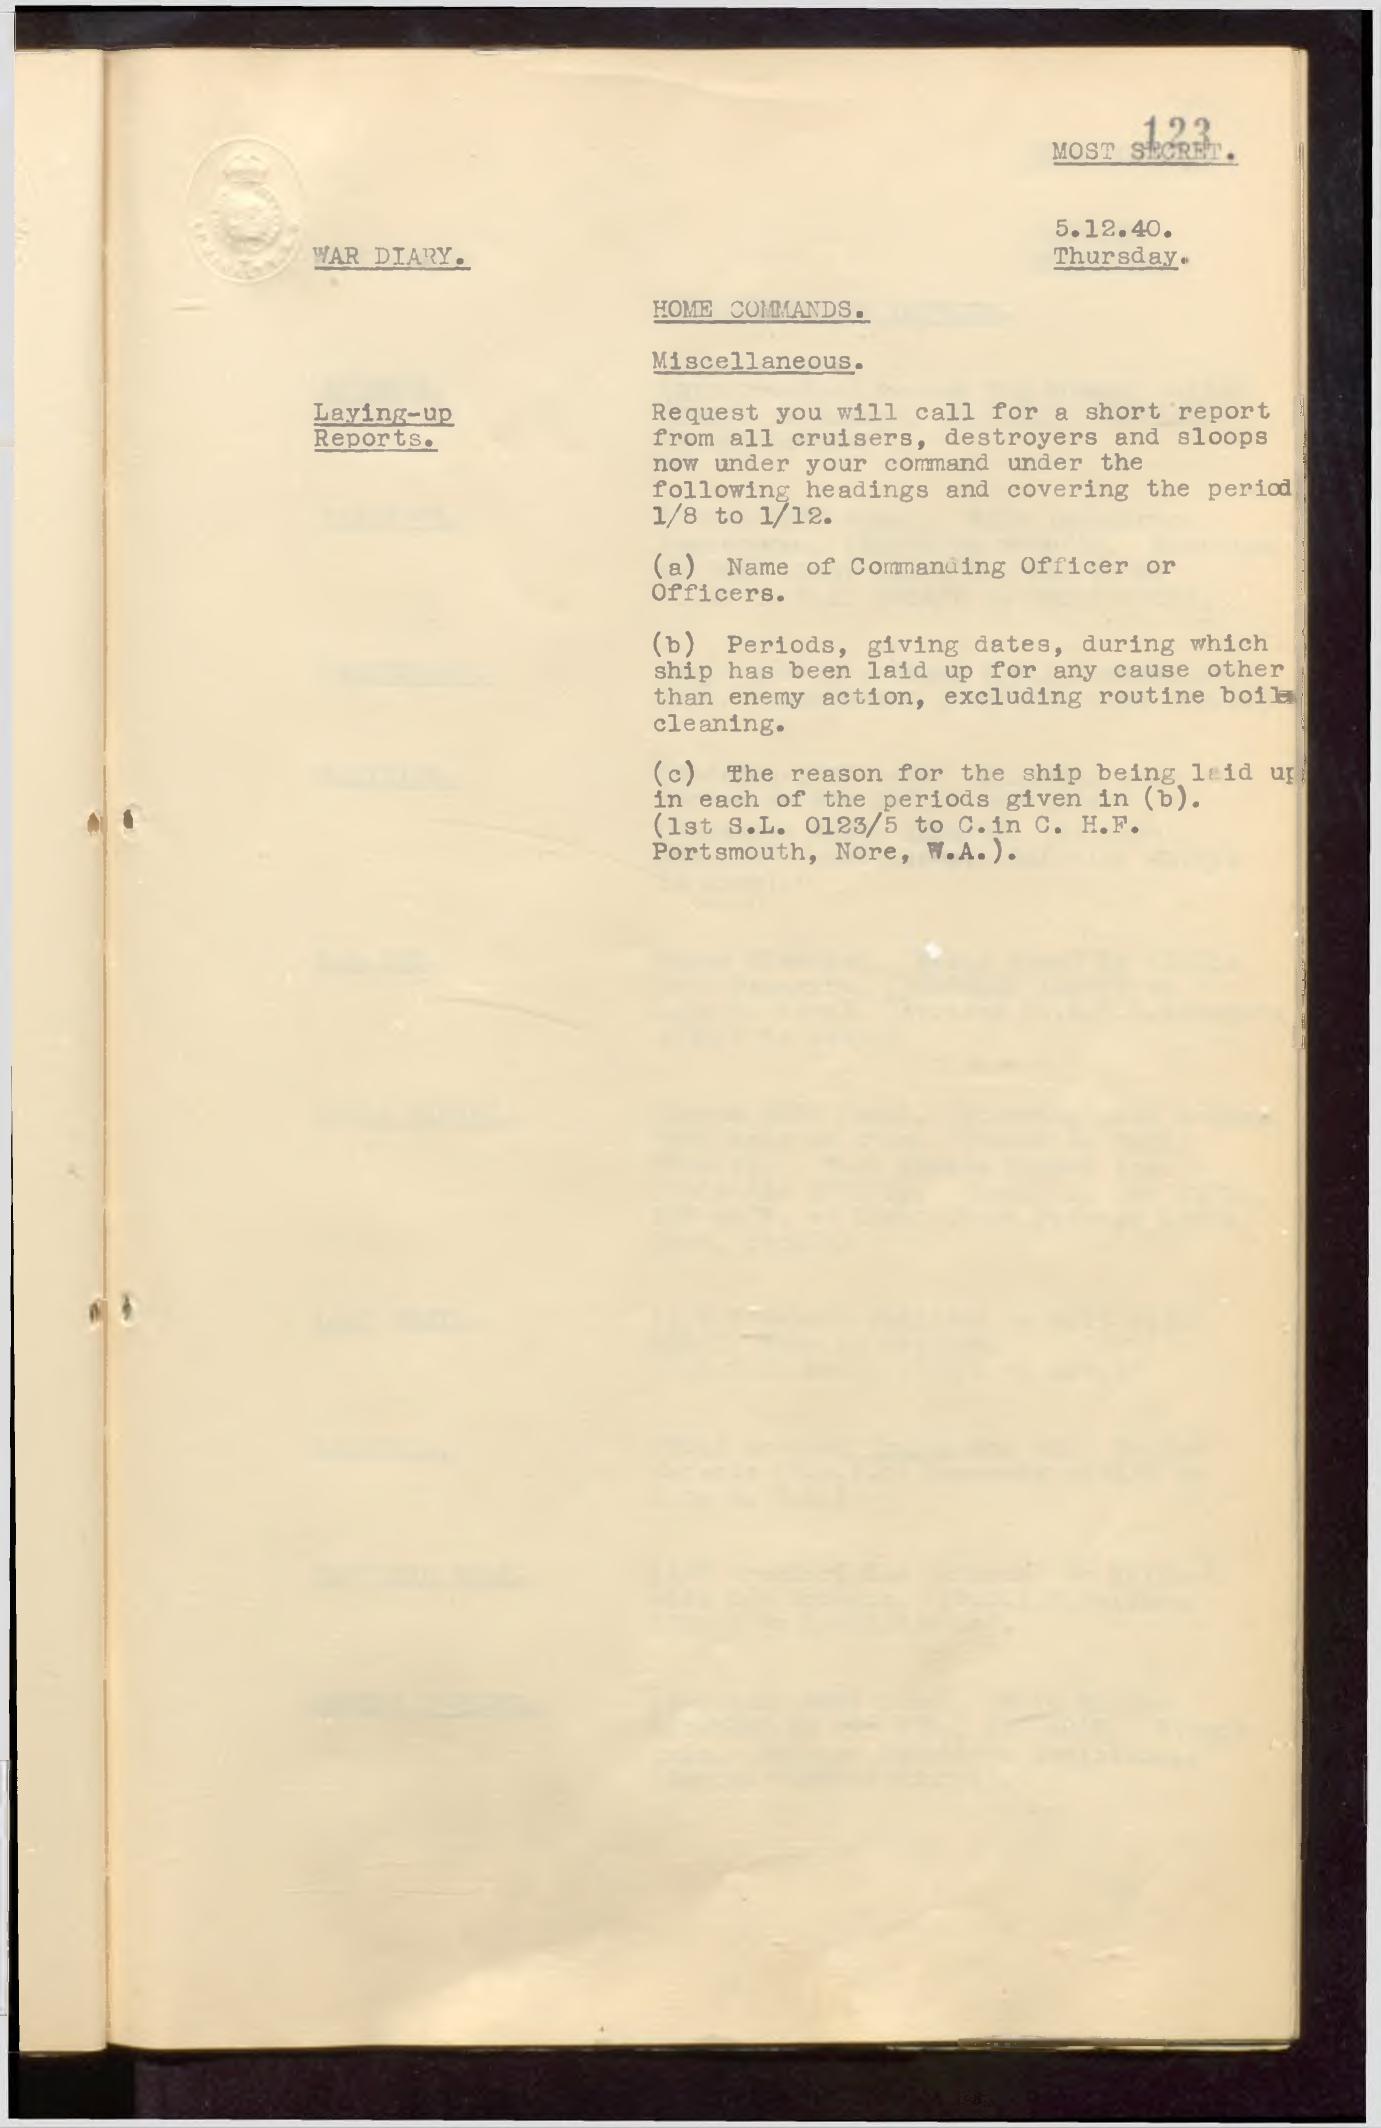 123
MOST SECRET.
5.12.40.
WAR DIARY.
Thursday.
HOME COMMANDS.
Miscellaneous.
Laying-up
Reports.
Request you will call for a short report
from all cruisers, destroyers and sloops
now under your command under the
following headings and covering the period
1/8 to 1/12.
(a) Name of Commanding Officer or
Officers.
(b) Periods, giving dates, during which
ship has been laid up for any cause other
than enemy action, excluding routine boiler
cleaning.
(c) The reason for the ship being laid up
in each of the periods given in (b).
(1st S.L. 0123/5 to C.in C. H.F.
Portsmouth, Nore, W.A.).